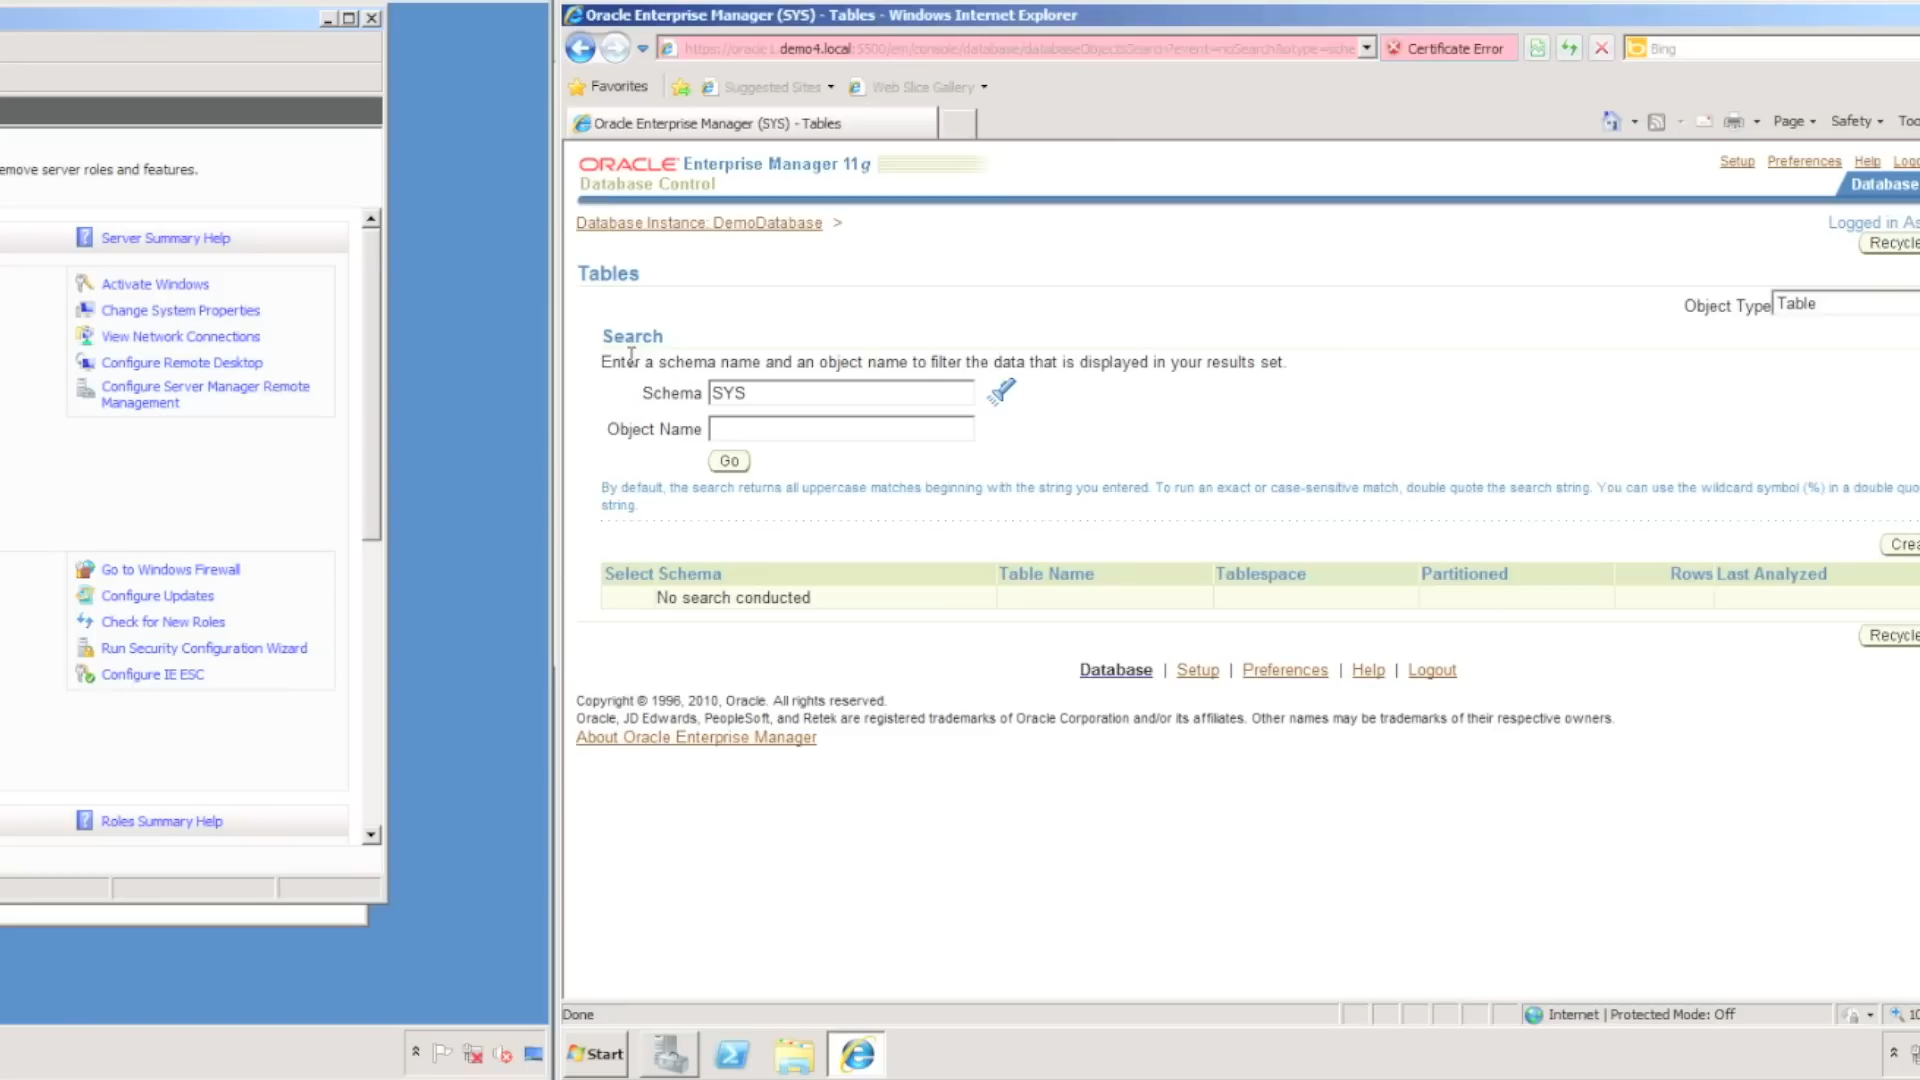 Oracle Enterprise Manager (SYS) - Tables - Windows Internet Explorer
demo4.local
Certificate Error
Bing
Favorites
Suggested Sites
Web Slice Gallery
Oracle Enterprise Manager (SYS) - Tables
Page
Safety
Too
ORACLE Enterprise Manager 11g
Database Control
Setup Preferences Help Logo
Database
Database Instance: DemoDatabase >
Logged in As
Recycle
Tables
Object Type Table
Search
Enter a schema name and an object name to filter the data that is displayed in your results set.
Schema SYS
Object Name
Go
By default, the search returns all uppercase matches beginning with the string you entered. To run an exact or case-sensitive match, double quote the search string. You can use the wildcard symbol (%) in a double quo
string.
Crea
Select Schema Table Name Tablespace Partitioned Rows Last Analyzed
No search conducted
Recycle
Database | Setup | Preferences | Help | Logout
Copyright © 1996, 2010, Oracle. All rights reserved.
Oracle, JD Edwards, PeopleSoft, and Retek are registered trademarks of Oracle Corporation and/or its affiliates. Other names may be trademarks of their respective owners.
About Oracle Enterprise Manager
Done
Internet | Protected Mode: Off
10
Start
emove server roles and features.
Server Summary Help
Activate Windows
Change System Properties
View Network Connections
Configure Remote Desktop
Configure Server Manager Remote
Management
Go to Windows Firewall
Configure Updates
Check for New Roles
Run Security Configuration Wizard
Configure IE ESC
Roles Summary Help